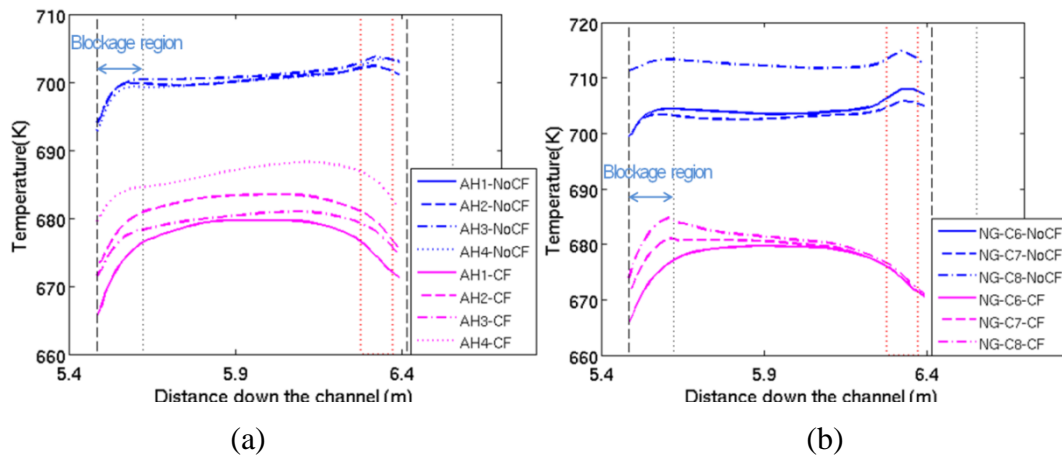 710
700
690
680
670
660
Temperature(K)
Blockage region
AH1-NoCF
AH2-NoCF
AH3-NoCF
AH4-NoCF
AH1-CF
AH2-CF
AH3-CF
AH4-CF
5.4
5.9
6.4
Distance down the channel (m)
(a)
720
710
700
690
680
670
660
Temperature(K)
Blockage region
NG-C6-NoCF
NG-C7-NoCF
NG-C8-NoCF
NG-C6-CF
NG-C7-CF
NG-C8-CF
5.4
5.9
6.4
Distance down the channel (m)
(b)